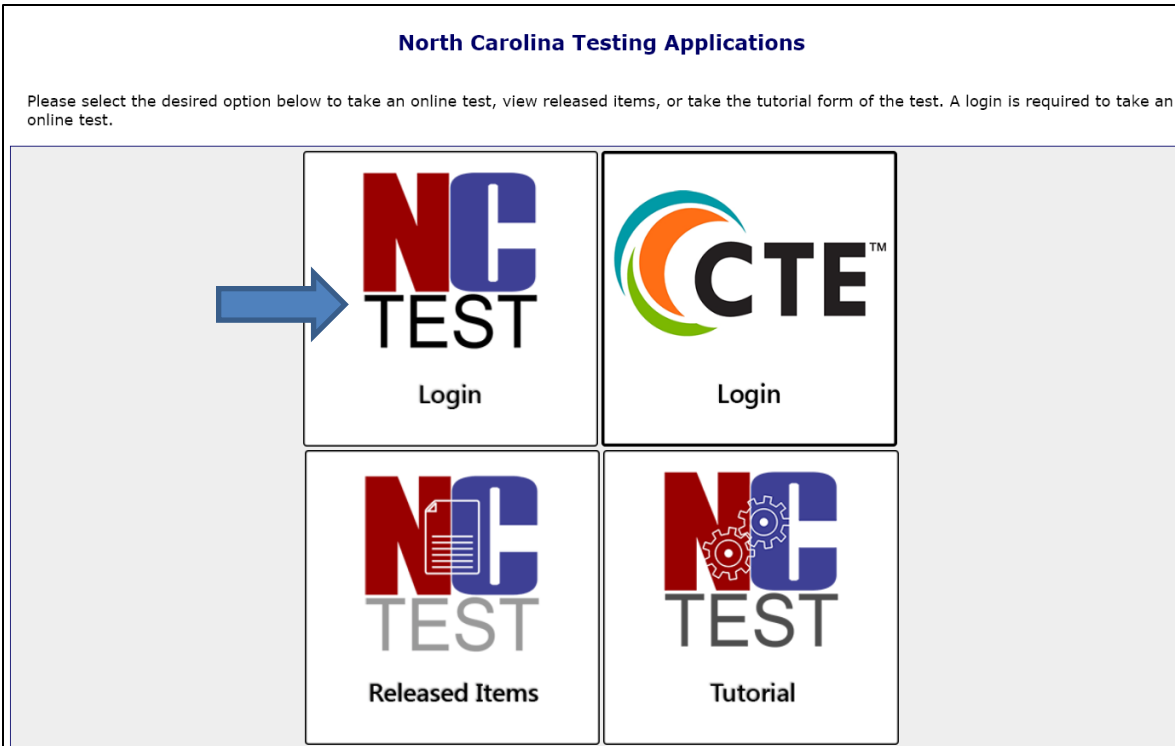 North Carolina Testing Applications
Please select the desired option below to take an online test, view released items, or take the tutorial form of the test. A login is required to take an
online test.
NC
TEST
Login
CTE™
Login
NC
TEST
Released Items
NC
TEST
Tutorial